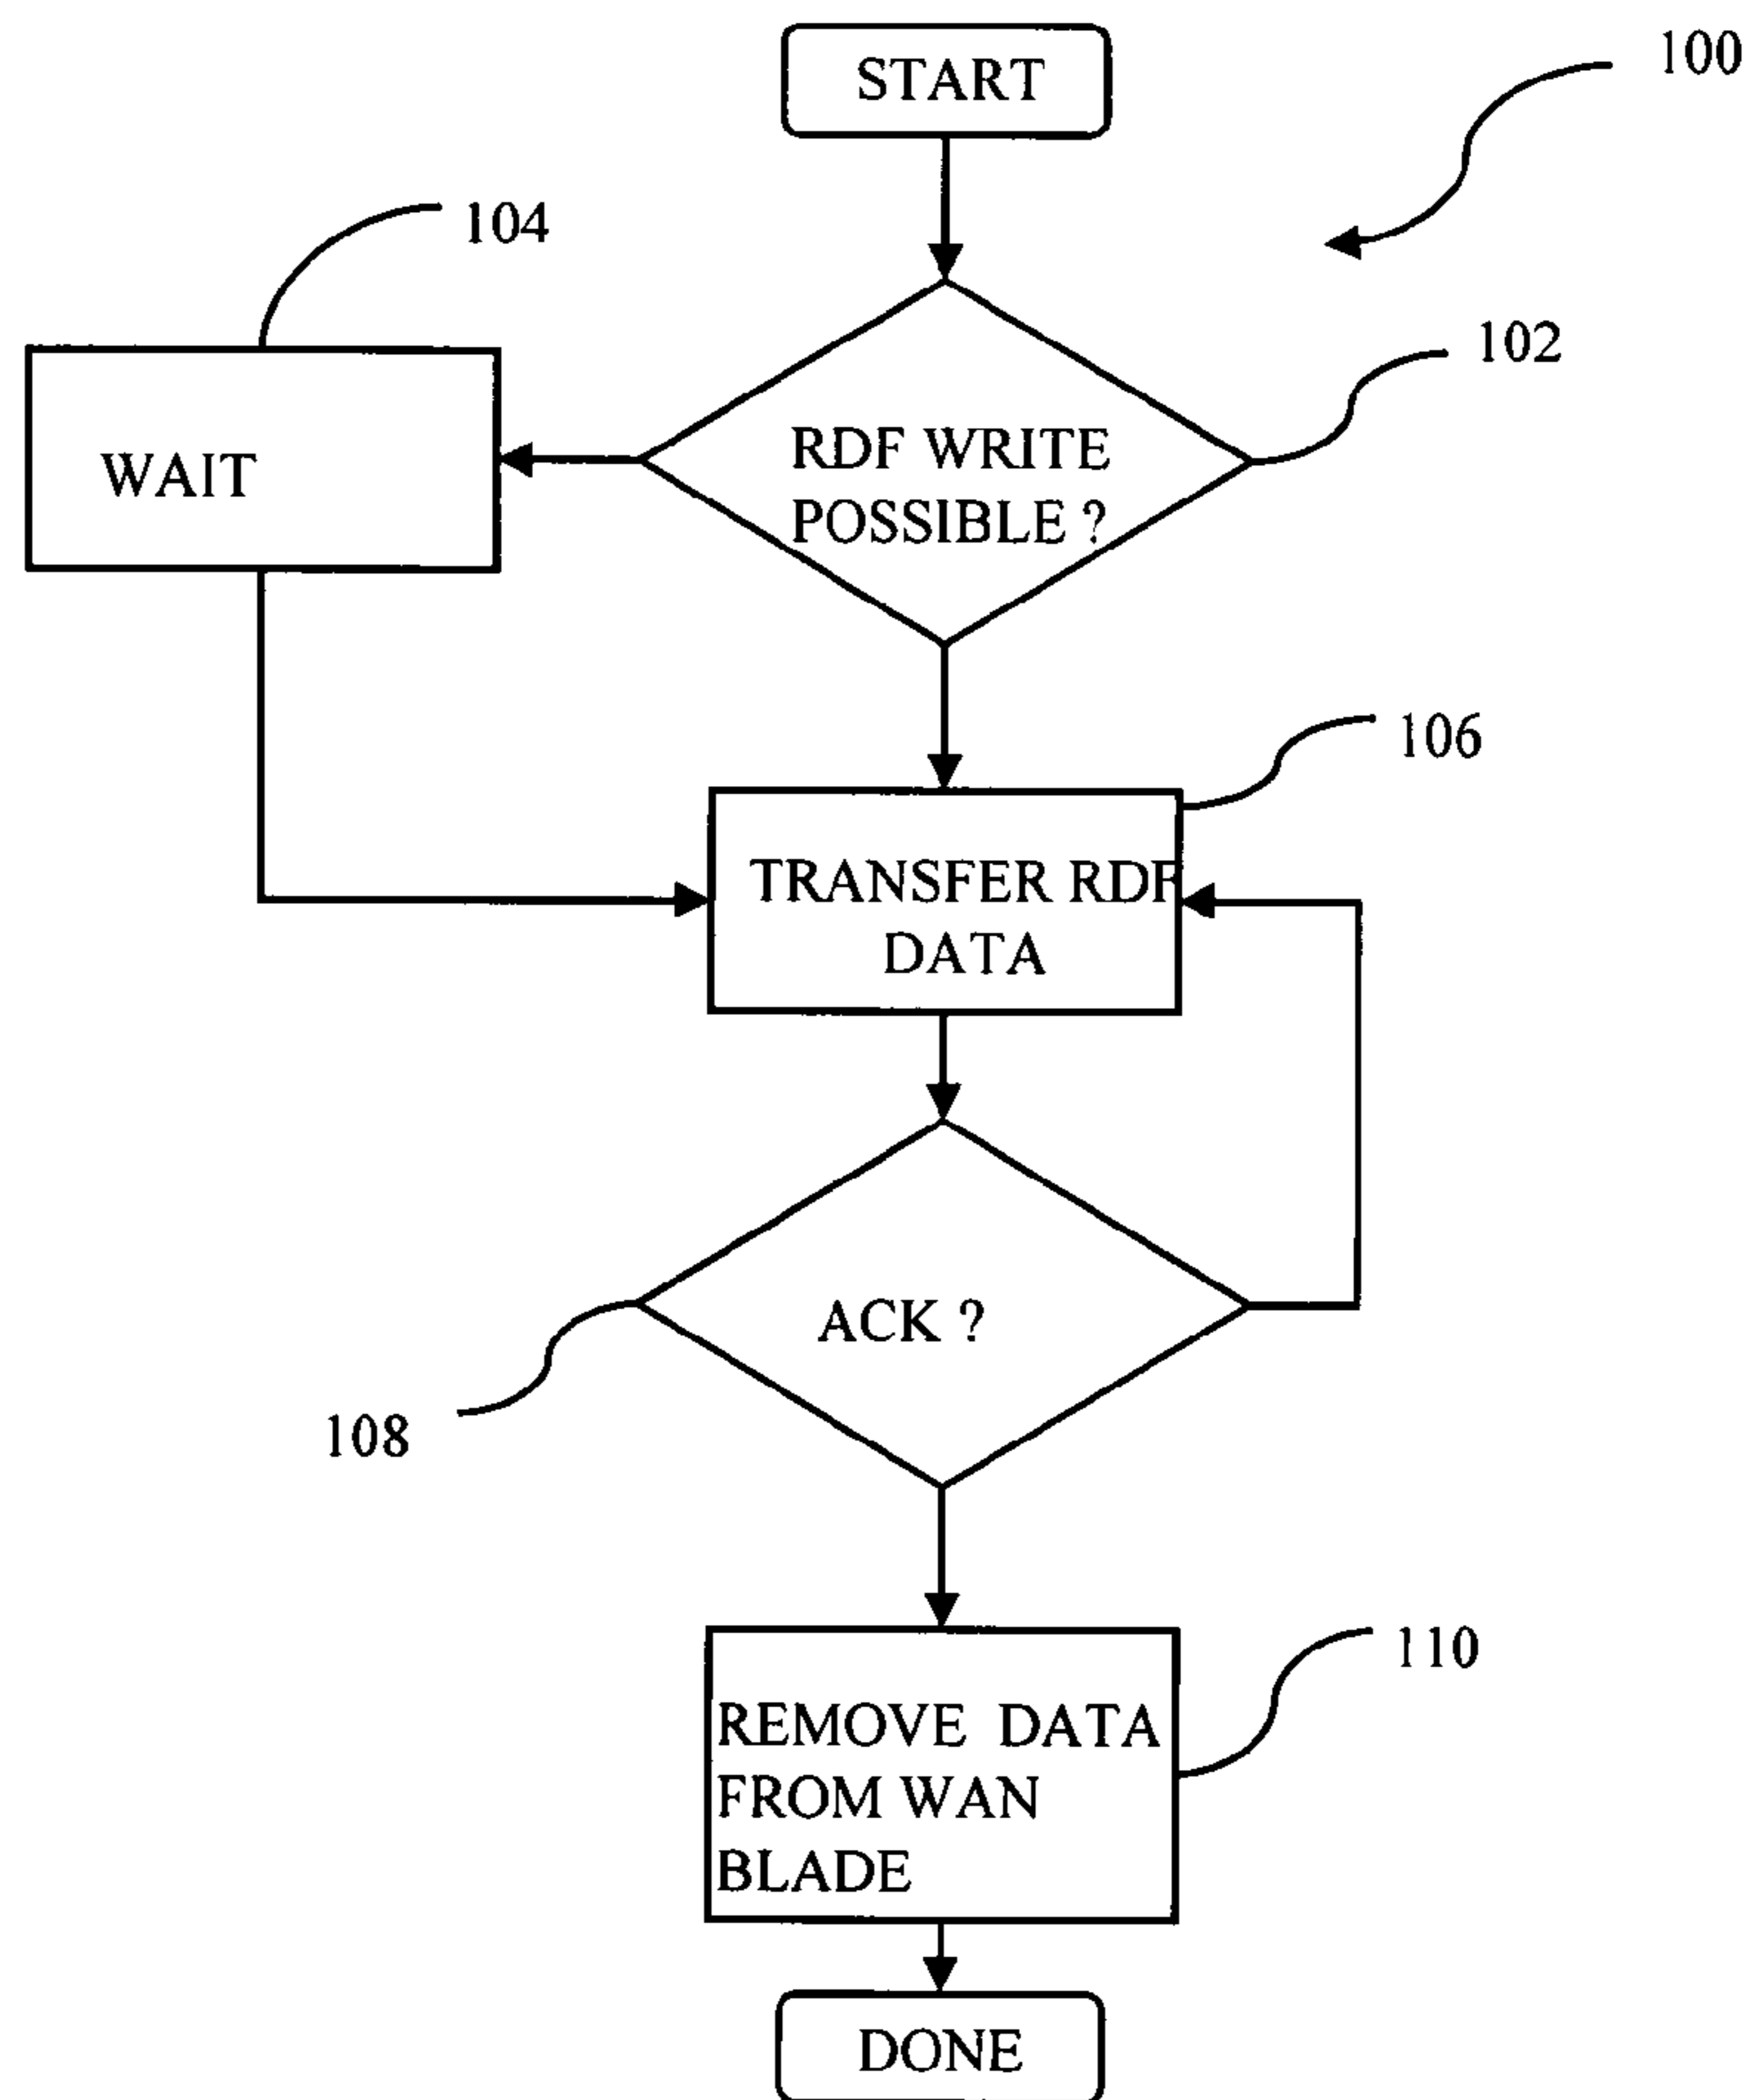 START
100
104
102
WAIT
RDF WRITE
POSSIBLE ?
106
TRANSFER RDF
DATA
ACK ?
108
110
REMOVE DATA
FROM WAN
BLADE
DONE